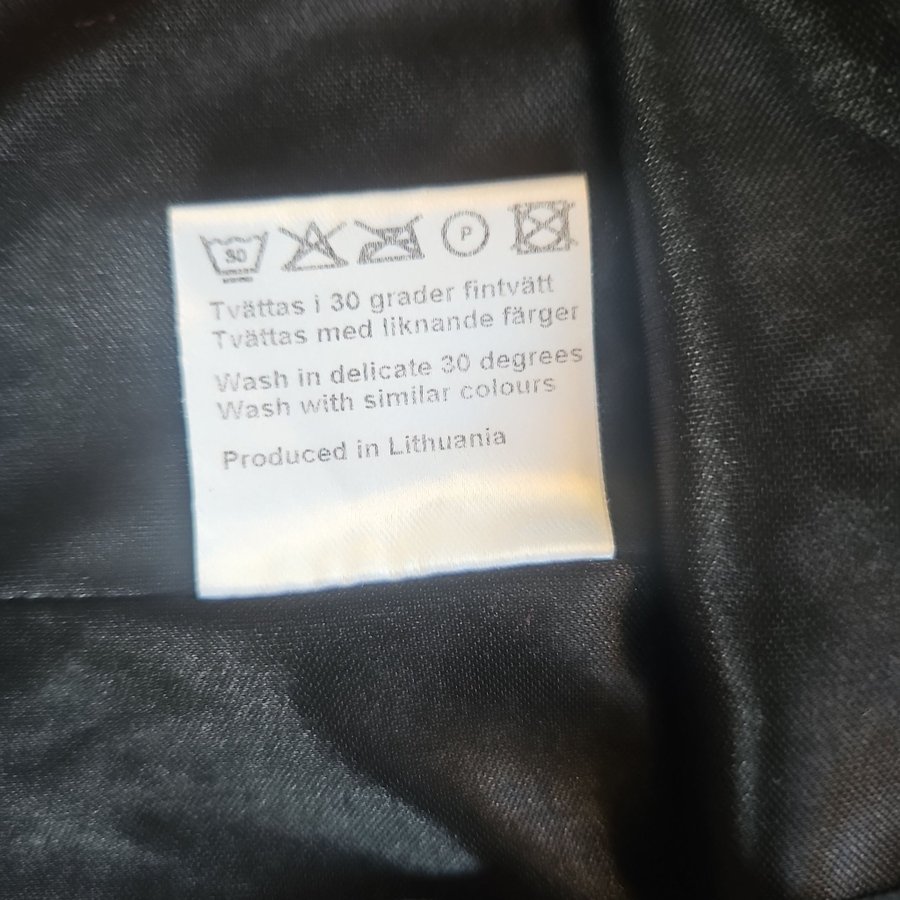 30 P
Tvättas i 30 grader fintvätt
Tvättas med liknande färger
Wash in delicate 30 degrees
Wash with similar colours
Produced in Lithuania